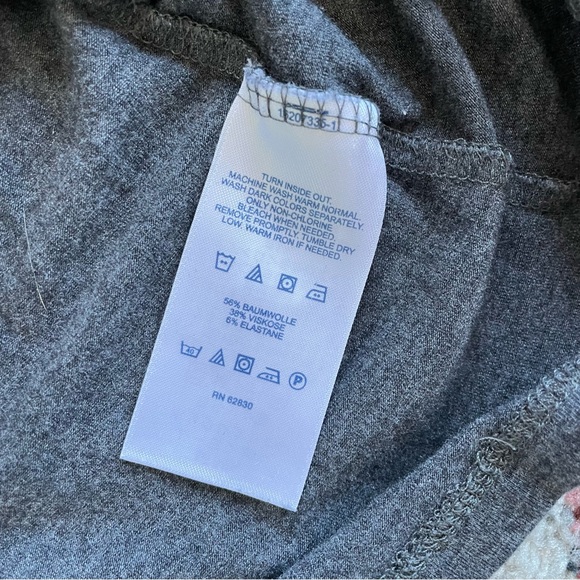 TURN INSIDE OUT.
MACHINE WASH WARM NORMAL.
WASH DARK COLORS SEPARATELY.
ONLY NON-CHLORINE
BLEACH WHEN NEEDED.
REMOVE PROMPTLY. TUMBLE DRY
LOW. WARM IRON IF NEEDED.
56% BAUMWOLLE
38% VISKOSE
6% ELASTANE
40 P
RN 62830